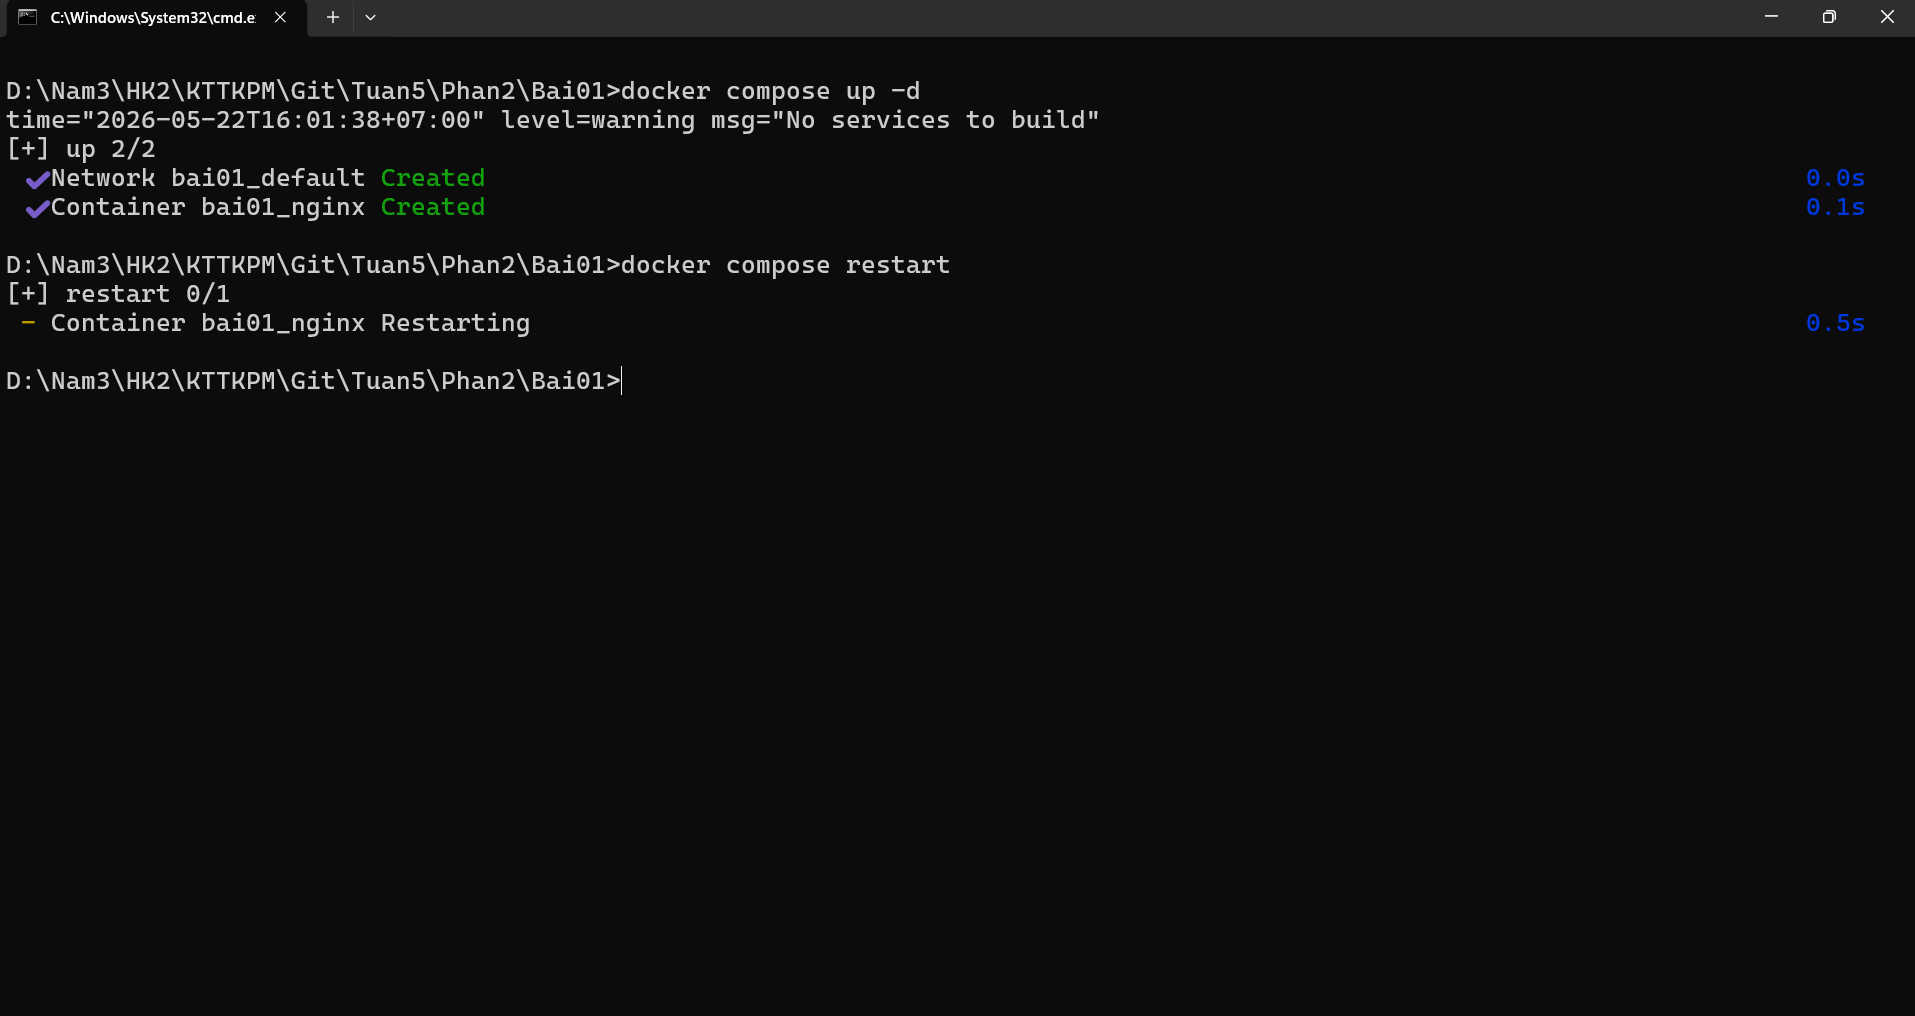 C:\Windows\System32\cmd.e
D:\Nam3\HK2\KTTKPM\Git\Tuan5\Phan2\Bai01>docker compose up -d
time="2026-05-22T16:01:38+07:00" level=warning msg="No services to build"
[+] up 2/2
✔Network bai01_default Created 0.0s
✔Container bai01_nginx Created 0.1s
D:\Nam3\HK2\KTTKPM\Git\Tuan5\Phan2\Bai01>docker compose restart
[+] restart 0/1
- Container bai01_nginx Restarting 0.5s
D:\Nam3\HK2\KTTKPM\Git\Tuan5\Phan2\Bai01>